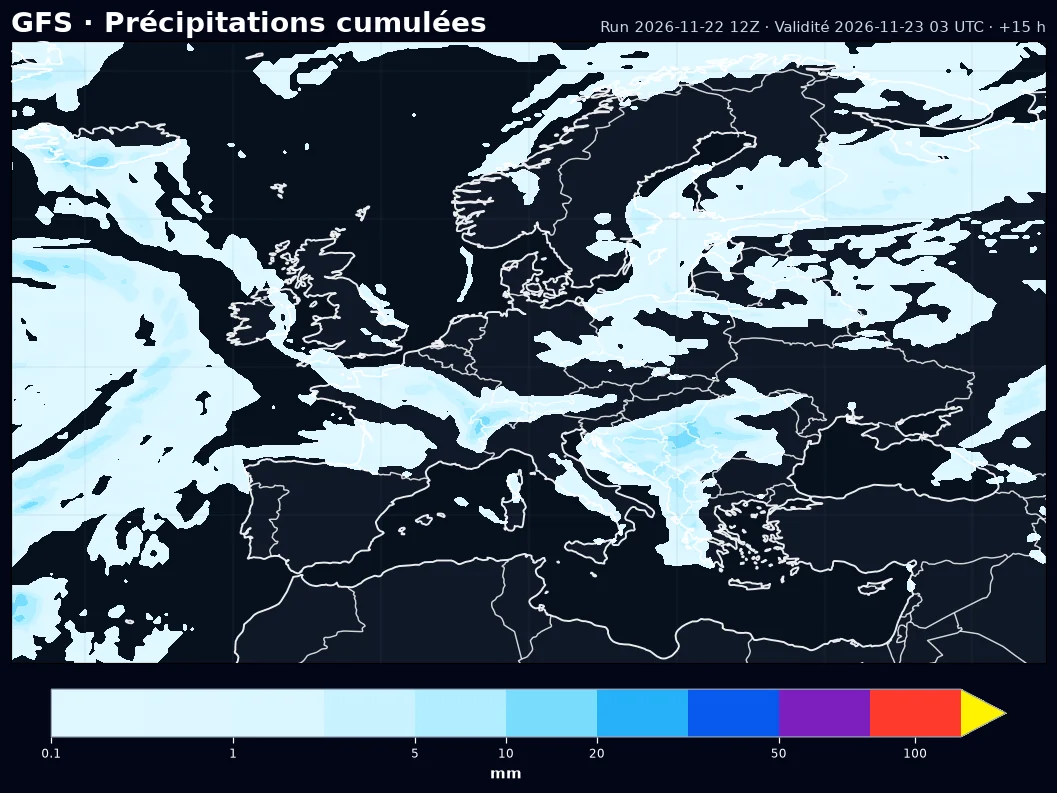 GFS · Précipitations cumulées
Run 2026-11-22 12Z · Validité 2026-11-23 03 UTC · +15 h
0.1 1 5 10 20 50 100
mm